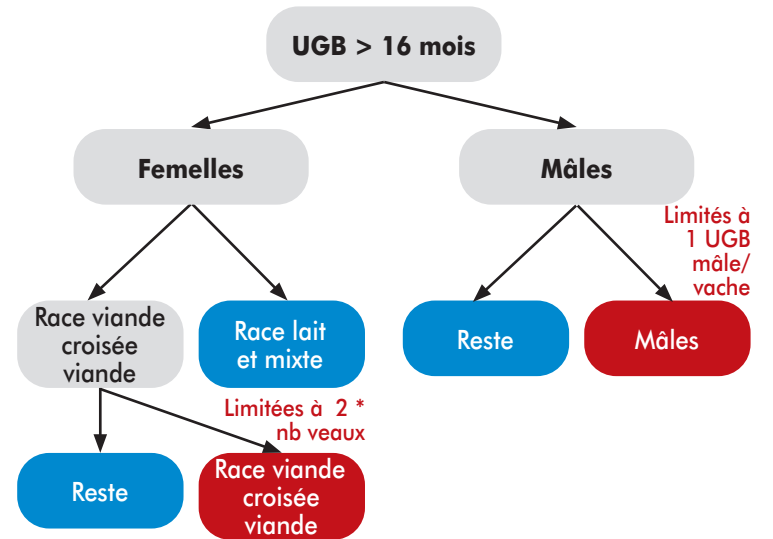 UGB > 16 mois
Femelles
Mâles
Limités à
1 UGB
mâle/
vache
Race viande
croisée
viande
Race lait
et mixte
Reste
Mâles
Limitées à 2 *
nb veaux
Reste
Race viande
croisée
viande